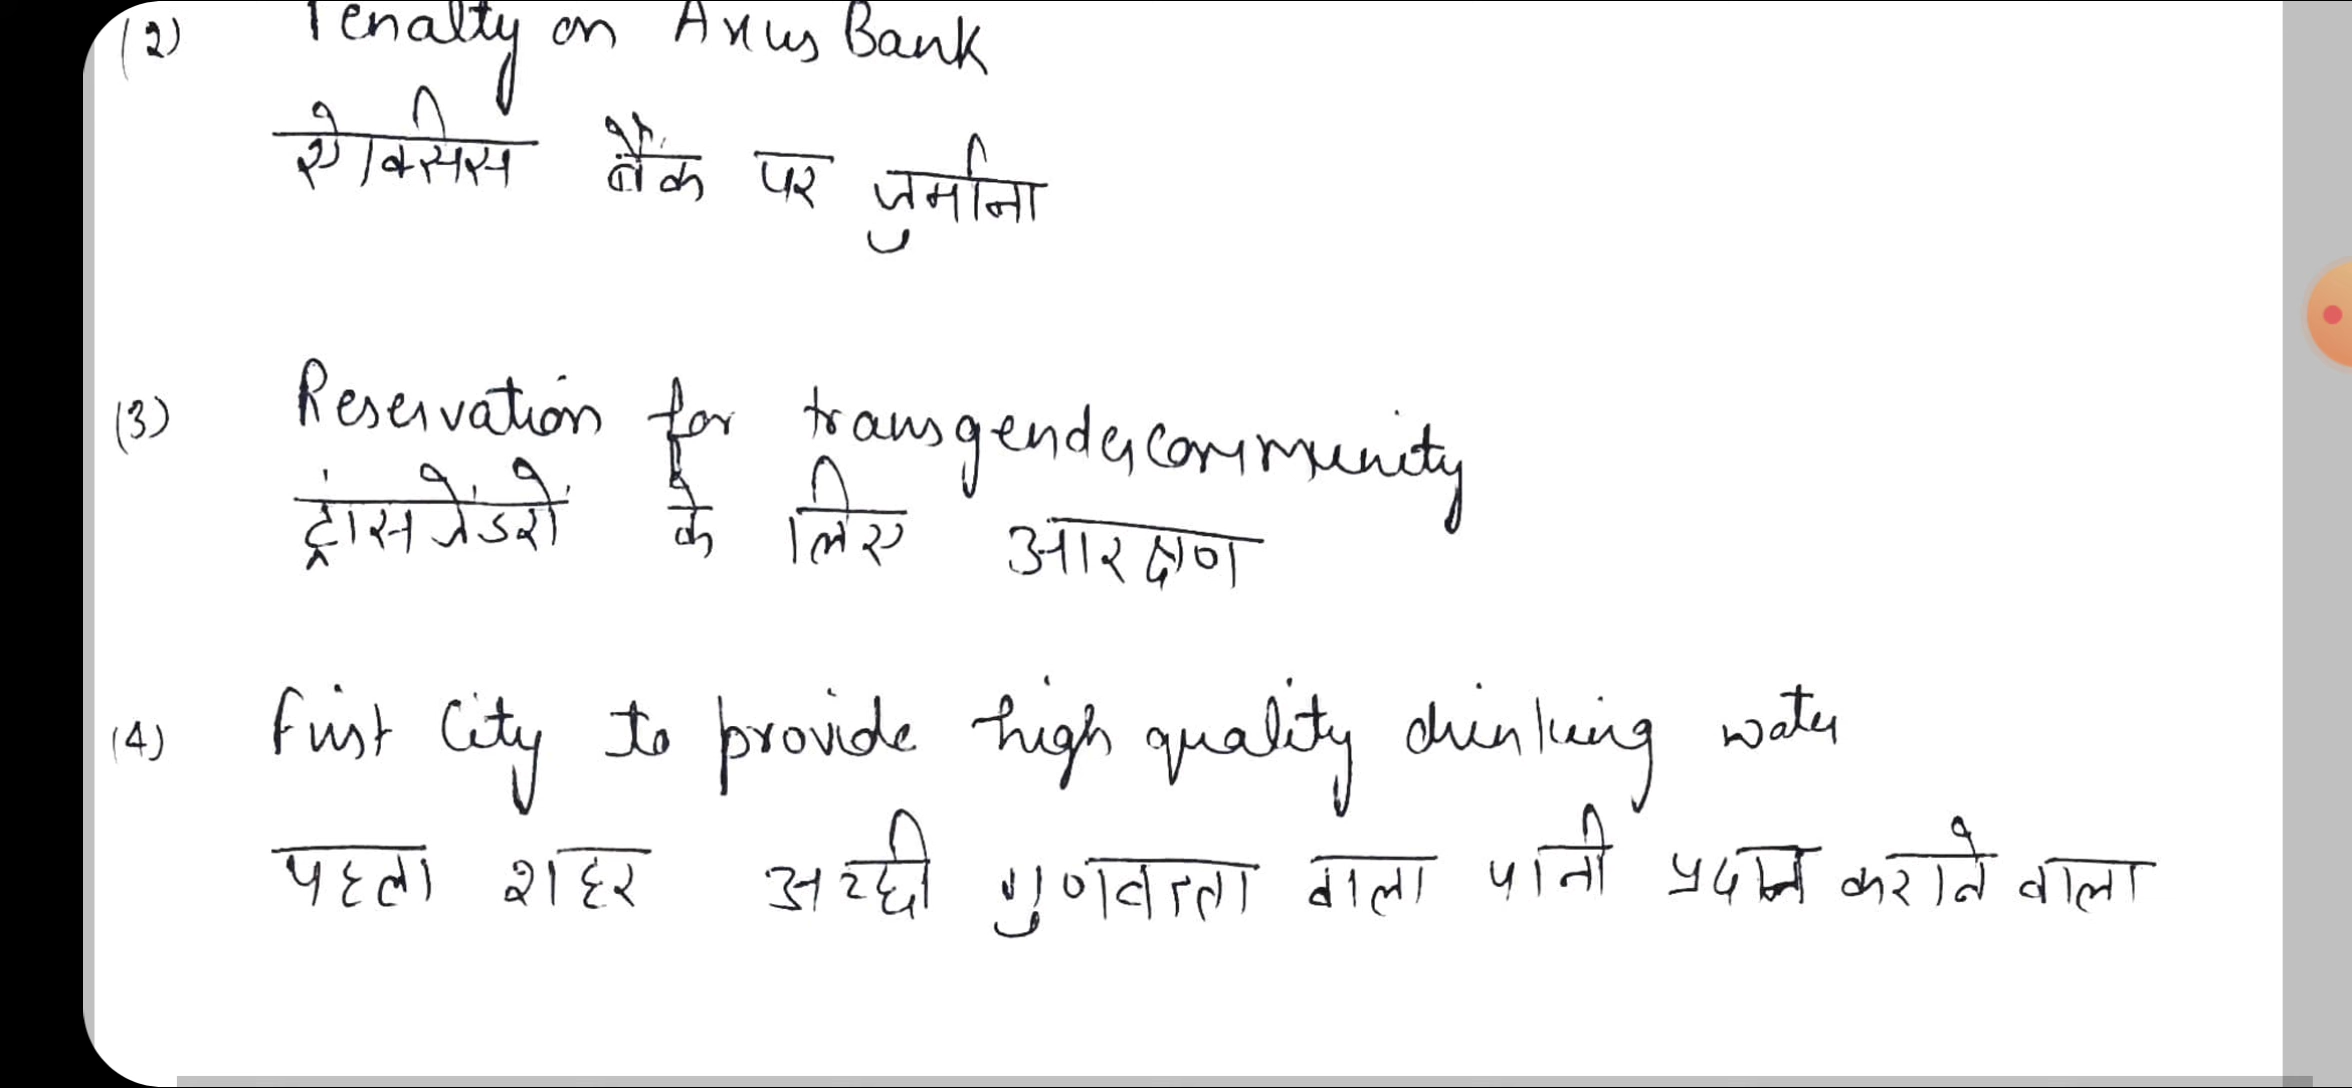 (2) Penalty on Axis Bank
ऐक्सिस बैंक पर जुर्माना
(3) Reservation for transgender community
ट्रांसजेंडरों के लिए आरक्षण
(4) First City to provide high quality drinking water
पहला शहर अच्छी गुणवत्ता वाला पानी प्रदान कराने वाला